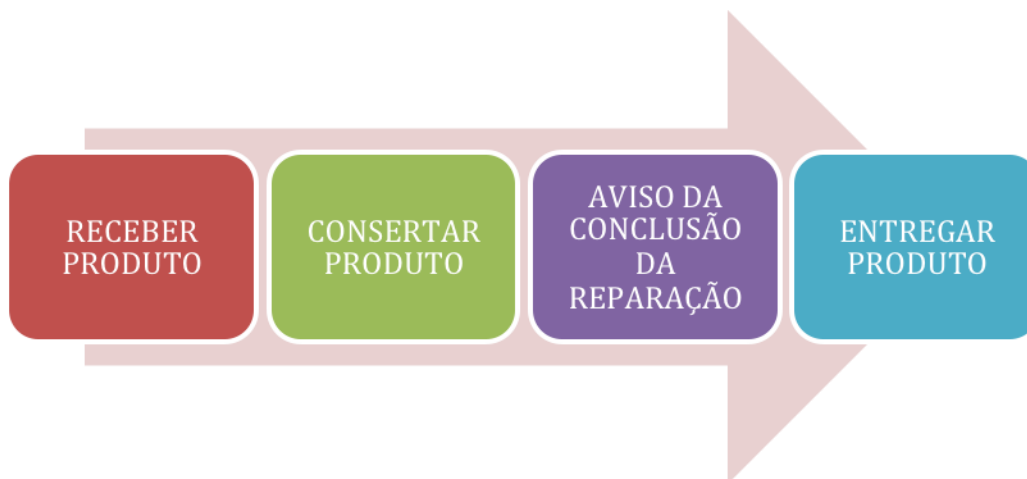 RECEBER
PRODUTO
CONSERTAR
PRODUTO
AVISO DA
CONCLUSÃO
DA
REPARAÇÃO
ENTREGAR
PRODUTO